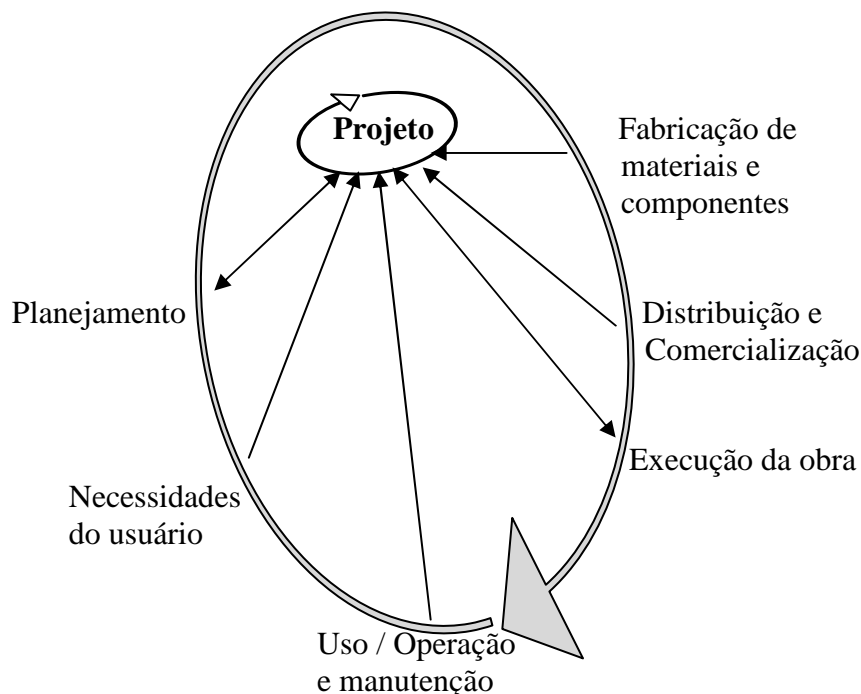 Projeto
Fabricação de
materiais e
componentes
Planejamento
Distribuição e
Comercialização
Execução da obra
Necessidades
do usuário
Uso / Operação
e manutenção